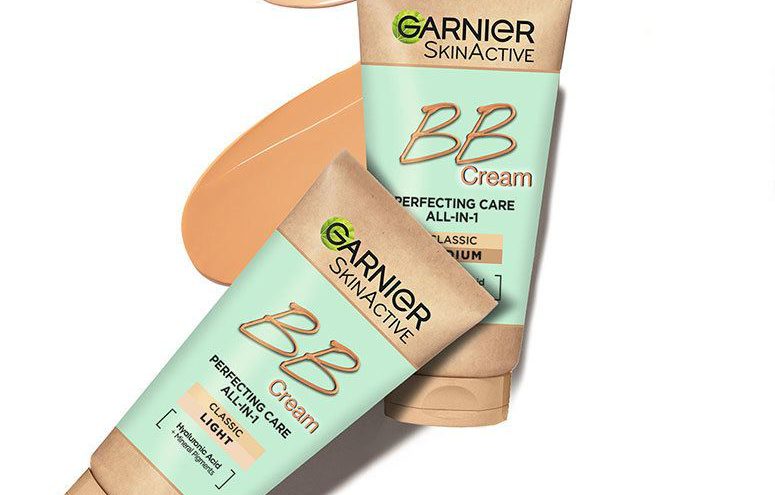 GARNIER
SKINACTIVE
BB
Cream
PERFECTING CARE
ALL-IN-1
CLASSIC
GARNIER
SKINACTIVE
BB
Cream
PERFECTING CARE
ALL-IN-1
CLASSIC
LIGHT
Hyaluronic Acid
+ Mineral Pigments